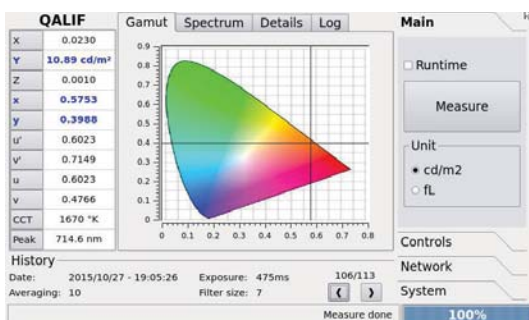 QALIF
Gamut Spectrum Details Log
Main
X 0.0230
Y 10.89 cd/m²
Z 0.0010
x 0.5753
y 0.3988
u' 0.6023
v' 0.7149
u 0.6023
v 0.4766
CCT 1670 °K
Peak 714.6 nm
0.9
0.8
0.7
0.6
0.5
0.4
0.3
0.2
0.1
0
0 0.1 0.2 0.3 0.4 0.5 0.6 0.7 0.8
Runtime
Measure
Unit
cd/m2
fL
Controls
Network
System
History
Date: 2015/10/27 - 19:05:26 Exposure: 475ms 106/113
Averaging: 10 Filter size: 7
Measure done 100%